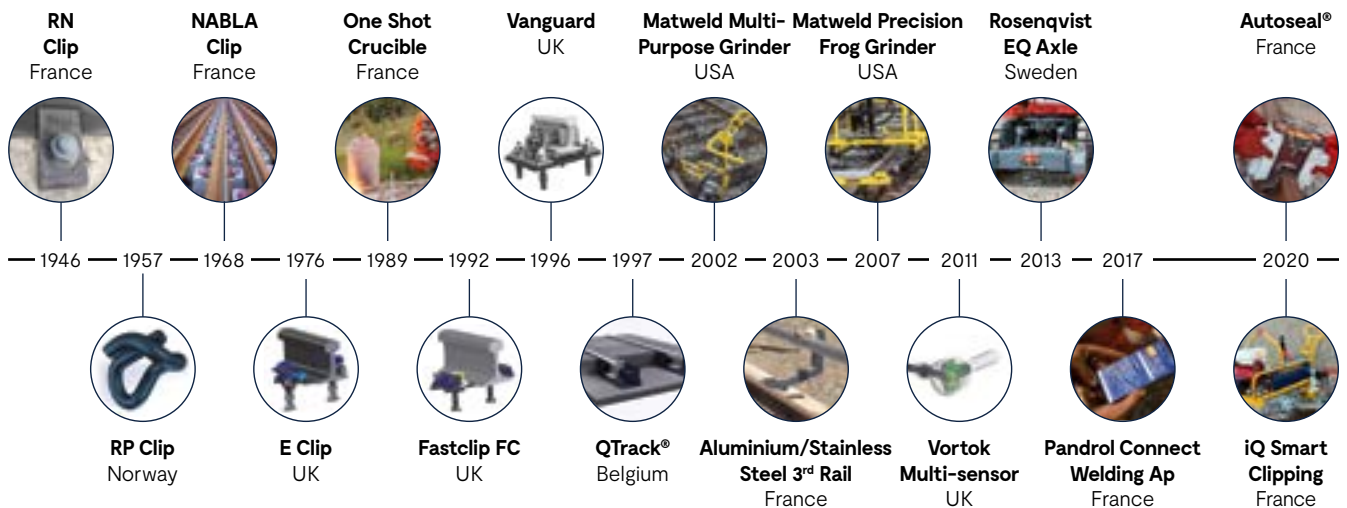 RN
Clip
France
NABLA
Clip
France
One Shot
Crucible
France
Vanguard
UK
Matweld Multi-
Purpose Grinder
USA
Matweld Precision
Frog Grinder
USA
Rosenqvist
EQ Axle
Sweden
Autoseal®
France
1946 1957 1968 1976 1989 1992 1996 1997 2002 2003 2007 2011 2013 2017 2020
RP Clip
Norway
E Clip
UK
Fastclip FC
UK
QTrack®
Belgium
Aluminium/Stainless
Steel 3rd Rail
France
Vortok
Multi-sensor
UK
Pandrol Connect
Welding Ap
France
iQ Smart
Clipping
France